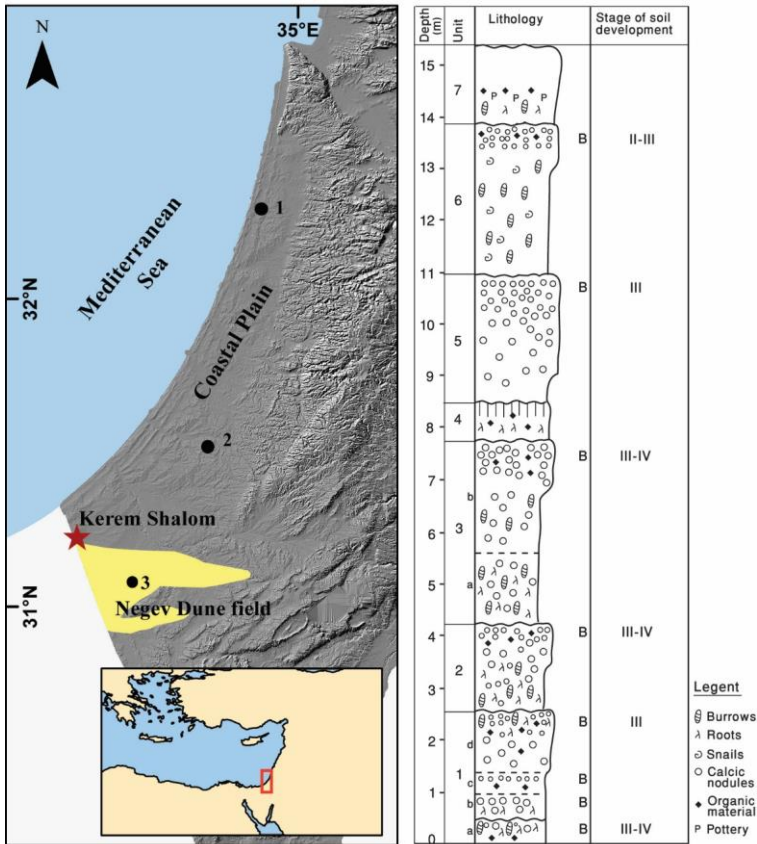 N
35°E
1
Mediterranean
Sea
32°N
Coastal Plain
2
Kerem Shalom
3
31°N
Negev Dune field
Depth (m)
Unit
Lithology
Stage of soil
development
15
7
P P P
14
B II-III
13
6
12
11
B III
10
5
9
8
4
B III-IV
7
b
3
6
5
a
4
B III-IV
2
3
B III
2
d
1
c B
1
b B
a B III-IV
0
Legent
Burrows
Roots
Snails
Calcic
nodules
Organic
material
P Pottery